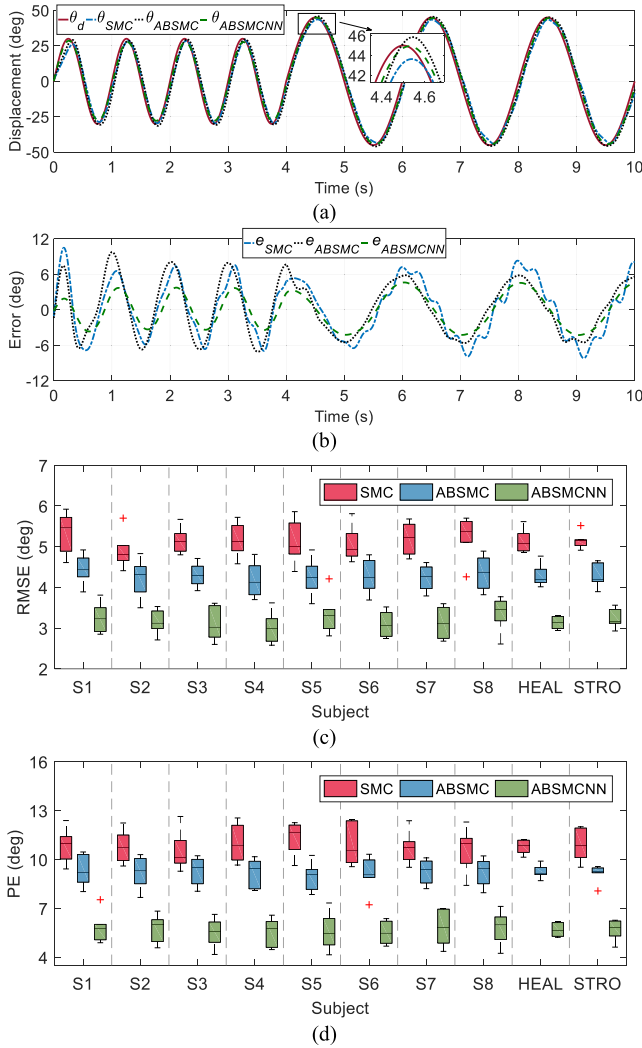 θd θSMC θABSMC θABSMCNN
Displacement (deg)
50
25
0
-25
-50
46
44
42
4.4 4.6
0 1 2 3 4 5 6 7 8 9 10
Time (s)
(a)
eSMC eABSMC eABSMCNN
Error (deg)
12
6
0
-6
-12
0 1 2 3 4 5 6 7 8 9 10
Time (s)
(b)
SMC ABSMC ABSMCNN
RMSE (deg)
7
6
5
4
3
2
S1 S2 S3 S4 S5 S6 S7 S8 HEAL STRO
Subject
(c)
SMC ABSMC ABSMCNN
PE (deg)
16
13
10
7
4
S1 S2 S3 S4 S5 S6 S7 S8 HEAL STRO
Subject
(d)